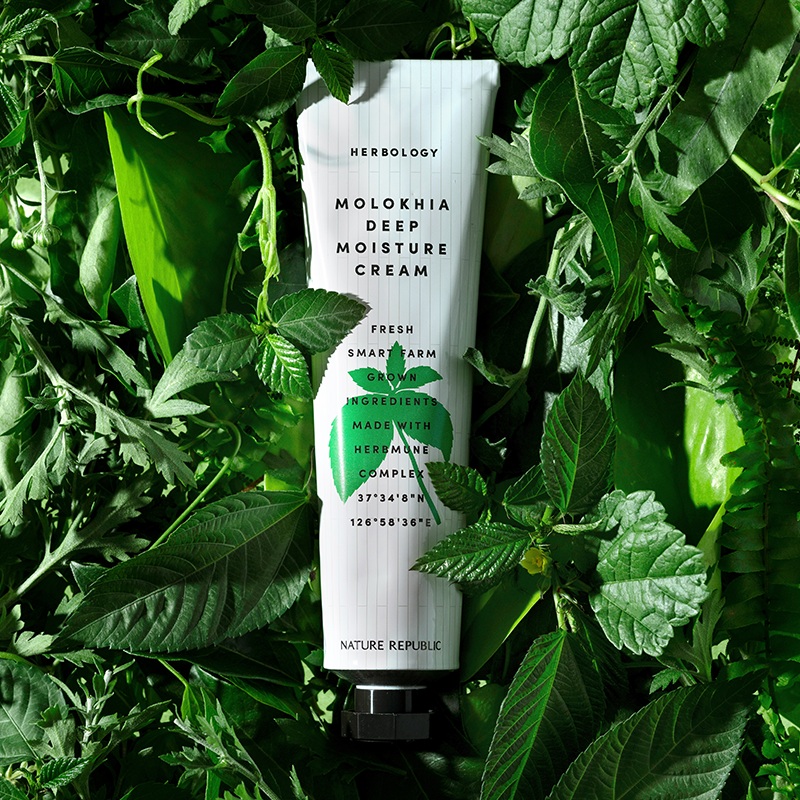 HERBOLOGY
MOLOKHIA
DEEP
MOISTURE
CREAM
FRESH
SMART FARM
GROWN
INGREDIENTS
MADE WITH
HERBMUNE
COMPLEX
37°34'8"N
126°58'36"E
NATURE REPUBLIC